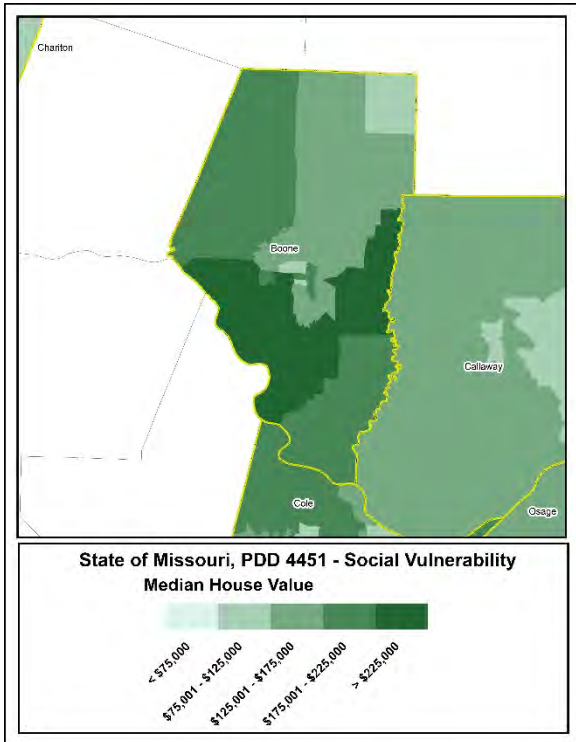 Chariton
Boone
Callaway
Cole
Osage
State of Missouri, PDD 4451 - Social Vulnerability
Median House Value
< $75,000
$75,001 - $125,000
$125,001 - $175,000
$175,001 - $225,000
> $225,000